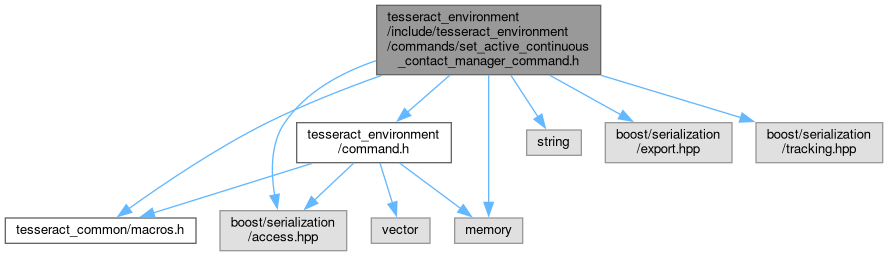 tesseract_environment
/include/tesseract_environment
/commands/set_active_continuous
_contact_manager_command.h
tesseract_environment
/command.h
string
boost/serialization
/export.hpp
boost/serialization
/tracking.hpp
tesseract_common/macros.h
boost/serialization
/access.hpp
vector
memory